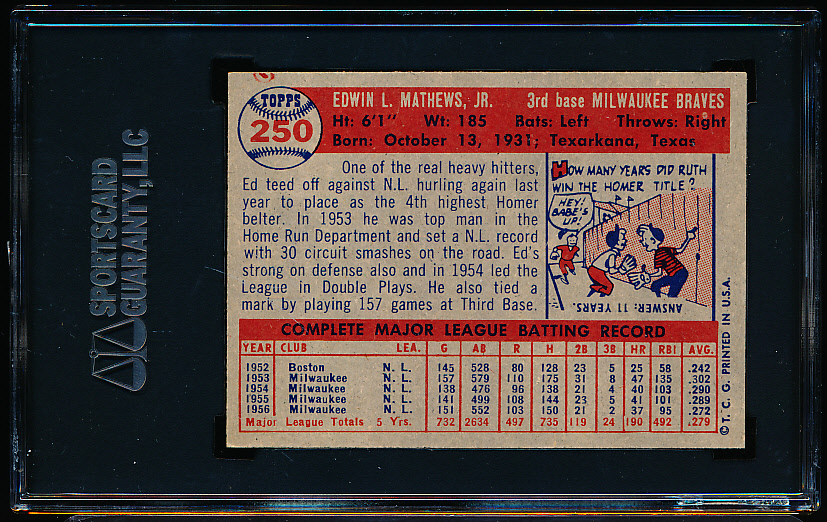 SPORTSCARD
GUARANTY, LLC
TOPPS
250
EDWIN L. MATHEWS, JR. 3rd base MILWAUKEE BRAVES
Ht: 6'1" Wt: 185 Bats: Left Throws: Right
Born: October 13, 1931; Texarkana, Texas
One of the real heavy hitters,
Ed teed off against N.L. hurling again last
year to place as the 4th highest Homer
belter. In 1953 he was top man in the
Home Run Department and set a N.L. record
with 30 circuit smashes on the road. Ed's
strong on defense also and in 1954 led the
League in Double Plays. He also tied a
mark by playing 157 games at Third Base.
HOW MANY YEARS DID RUTH
WIN THE HOMER TITLE?
HEY!
BABE'S
UP!
ANSWER: 11 YEARS.
COMPLETE MAJOR LEAGUE BATTING RECORD
YEAR CLUB LEA. G AB R H 2B 3B HR RBI AVG.
1952 Boston N. L. 145 528 80 128 23 5 25 58 .242
1953 Milwaukee N. L. 157 579 110 175 31 8 47 135 .302
1954 Milwaukee N. L. 138 476 96 138 21 4 40 103 .290
1955 Milwaukee N. L. 141 499 108 144 23 5 41 101 .289
1956 Milwaukee N. L. 151 552 103 150 21 2 37 95 .272
Major League Totals 5 Yrs. 732 2634 497 735 119 24 190 492 .279
© T. C. G. PRINTED IN U.S.A.